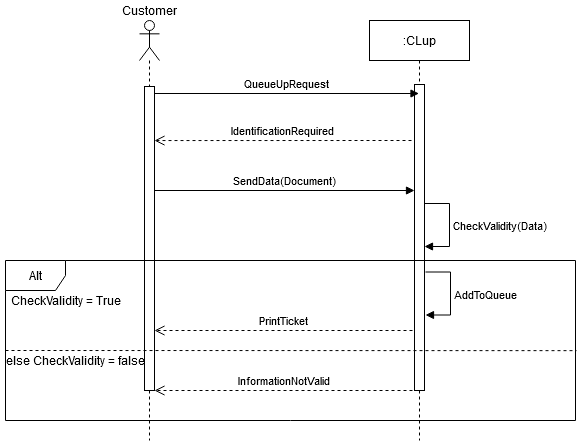 Customer
:CLup
QueueUpRequest
IdentificationRequired
SendData(Document)
CheckValidity(Data)
Alt
AddToQueue
CheckValidity = True
PrintTicket
else CheckValidity = false
InformationNotValid